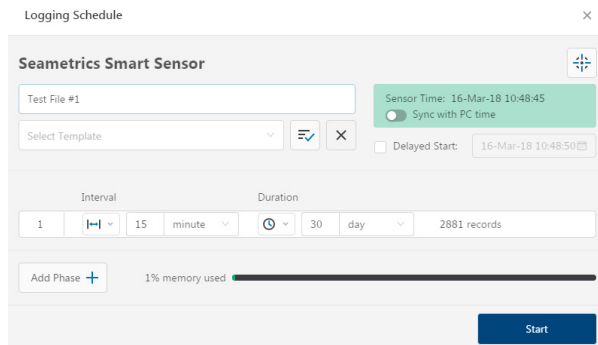 Logging Schedule
Seametrics Smart Sensor
Test File #1
Sensor Time: 16-Mar-18 10:48:45
Sync with PC time
Select Template
Delayed Start: 16-Mar-18 10:48:50
Interval Duration
1 15 minute 30 day 2881 records
Add Phase + 1% memory used
Start